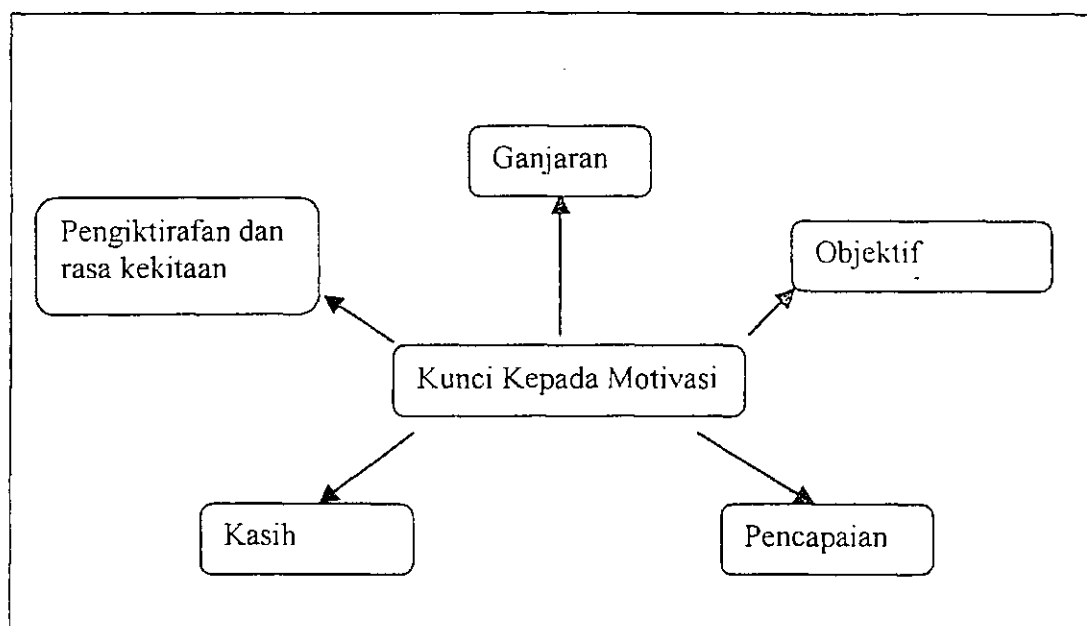 Ganjaran
Pengiktirafan dan
rasa kekitaan
Objektif
Kunci Kepada Motivasi
Kasih
Pencapaian